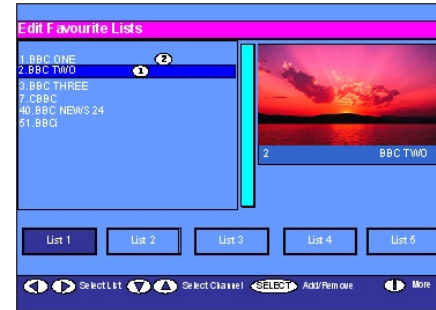 Edit Favourite Lists
1.BBC ONE 2
2.BBC TWO 1
3.BBC THREE
7.CBBC
40.BBC NEWS 24
51.BBCi
2 BBC TWO
List 1 List 2 List 3 List 4 List 5
Select List Select Channel SELECT Add/Remove i More